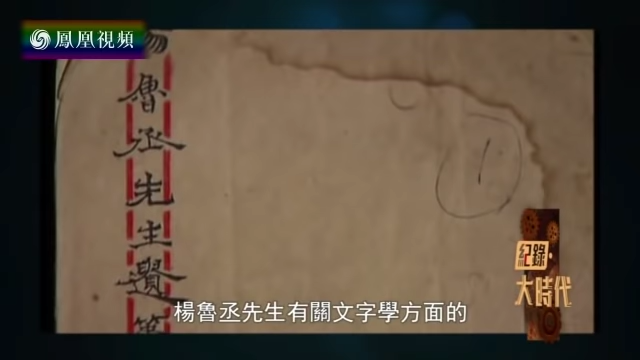 鳳凰視頻
魯丞先生遺
1
紀錄·
大時代
楊魯丞先生有關文字學方面的